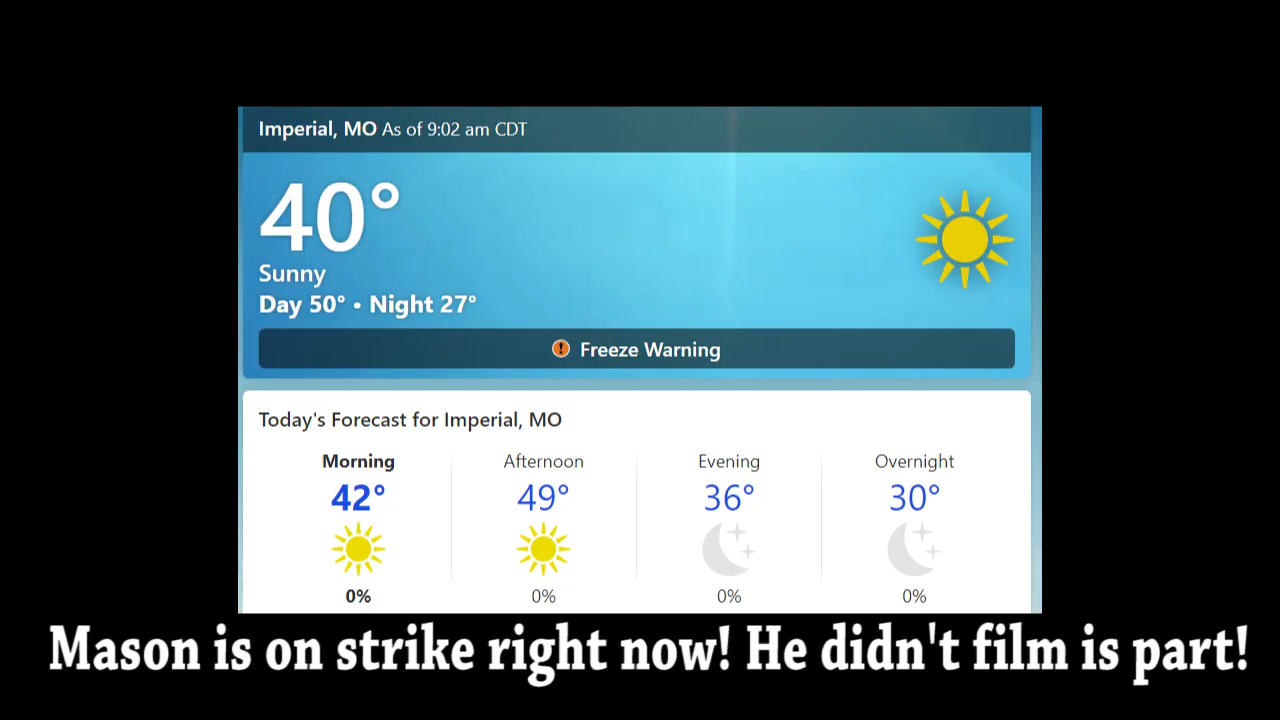 Imperial, MO As of 9:02 am CDT
40°
Sunny
Day 50° • Night 27°
Freeze Warning
Today's Forecast for Imperial, MO
Morning Afternoon Evening Overnight
42° 49° 36° 30°
0% 0% 0% 0%
Mason is on strike right now! He didn't film is part!